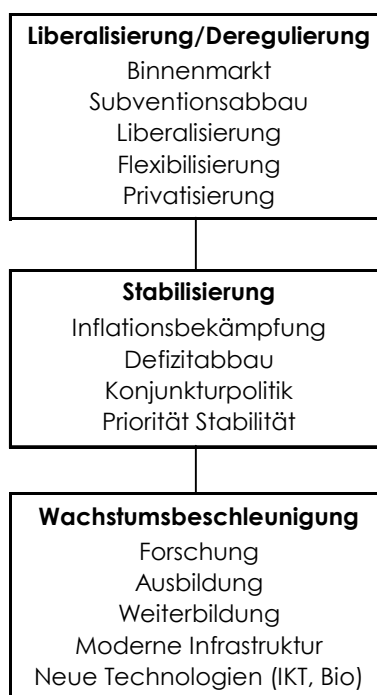 Liberalisierung/Deregulierung
Binnenmarkt
Subventionsabbau
Liberalisierung
Flexibilisierung
Privatisierung
Stabilisierung
Inflationsbekämpfung
Defizitabbau
Konjunkturpolitik
Priorität Stabilität
Wachstumsbeschleunigung
Forschung
Ausbildung
Weiterbildung
Moderne Infrastruktur
Neue Technologien (IKT, Bio)